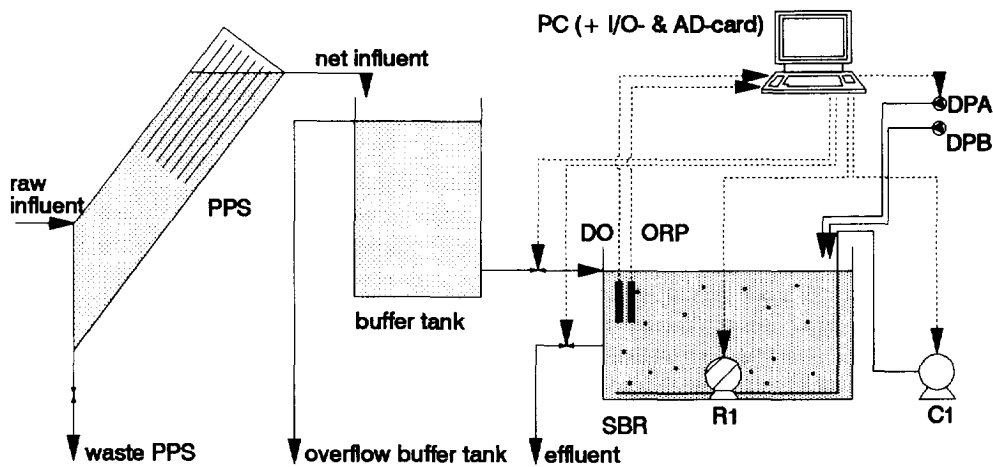 PC (+ I/O- & AD-card)
net influent
DPA
DPB
raw
influent
PPS
DO
ORP
buffer tank
SBR
R1
C1
waste PPS
overflow buffer tank
effluent